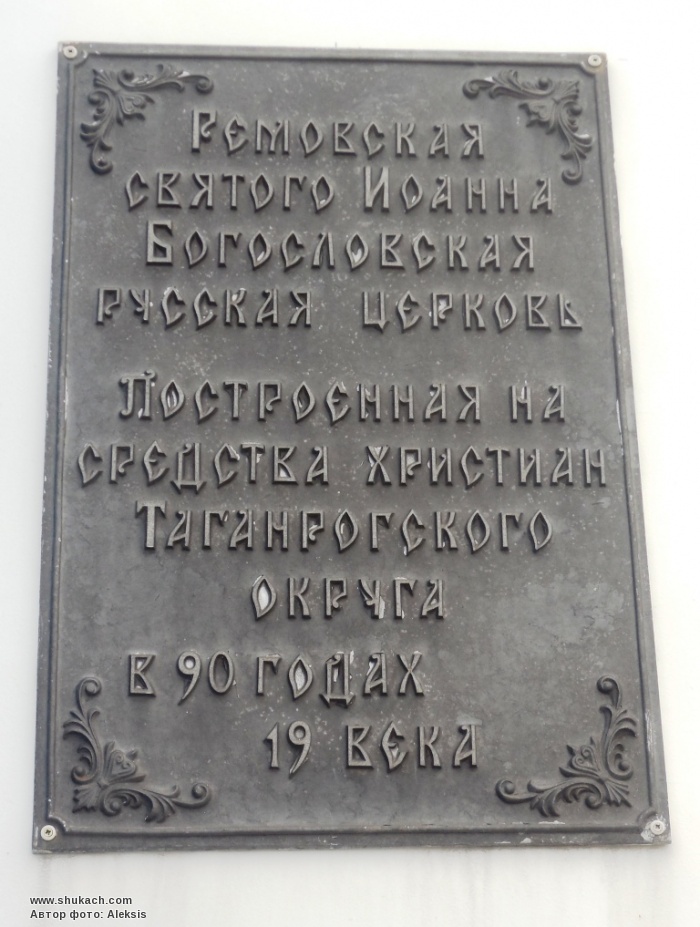 Ремовская
святого Иоанна
Богословская
русская церковь
Построенная на
средства христиан
Таганрогского
округа
в 90 годах
19 века
www.shukach.com
Автор фото: Aleksis